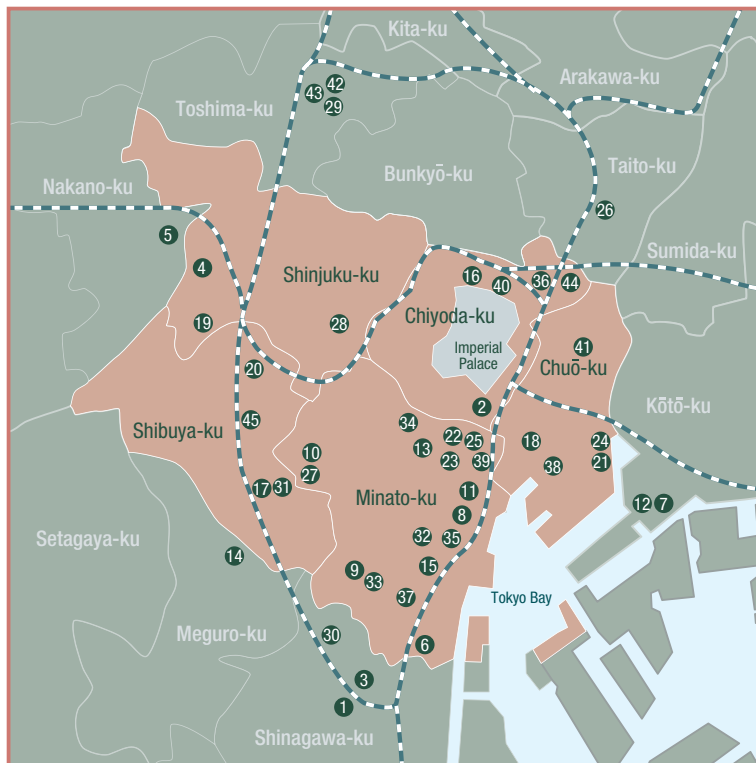 Kita-ku
42
43
29
Arakawa-ku
Toshima-ku
Bunkyō-ku
Taito-ku
Nakano-ku
26
5
Sumida-ku
4
Shinjuku-ku
16
40
36
44
19
28
Chiyoda-ku
Imperial
Palace
41
Chuō-ku
20
2
Kōtō-ku
45
34
Shibuya-ku
22
25
18
24
13
10
23
39
38
21
27
17
31
Minato-ku
11
12
7
8
Setagaya-ku
32
35
14
15
9
33
37
Tokyo Bay
Meguro-ku
30
6
3
1
Shinagawa-ku